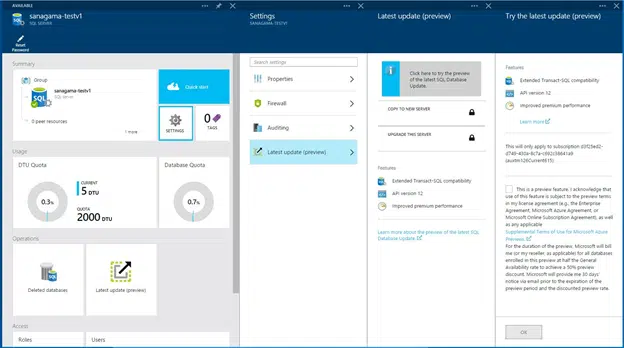 AVAILABLE
sanagama-testv1
SQL SERVER
Reset
Password
Summary
Group
sanagama-testv1
SQL server
0 peer resources
1 more
Quick start
SETTINGS
0
TAGS
Usage
DTU Quota
0.3%
CURRENT
5 DTU
QUOTA
2000 DTU
Database Quota
0.7%
Operations
Deleted databases
Latest update (preview)
Access
Roles
Users
Settings
SANAGAMA-TESTV1
Search settings
Properties
Firewall
Auditing
Latest update (preview)
Latest update (preview)
Click here to try the preview
of the latest SQL Database
Update.
COPY TO NEW SERVER
UPGRADE THIS SERVER
Features
Extended Transact-SQL compatibility
API version 12
Improved premium performance
Learn more about the preview of the latest SQL
Database Update.
Try the latest update (preview)
Features
Extended Transact-SQL compatibility
API version 12
Improved premium performance
Learn more
This will only apply to subscription
This is a preview feature. I acknowledge that
use of this feature is subject to the preview terms
in my license agreement (e.g., the Enterprise
Agreement, Microsoft Azure Agreement, or
Microsoft Online Subscription Agreement), as well
as any applicable
Supplemental Terms of Use for Microsoft Azure
Previews.
For the duration of the preview, Microsoft will bill
me (or my reseller, as applicable) for all databases
enrolled in this preview at half the General
Availability rate to achieve a 50% preview
discount. Microsoft will provide me 30 days'
notice via email prior to the expiration of the
preview period and the discounted preview rate.
OK